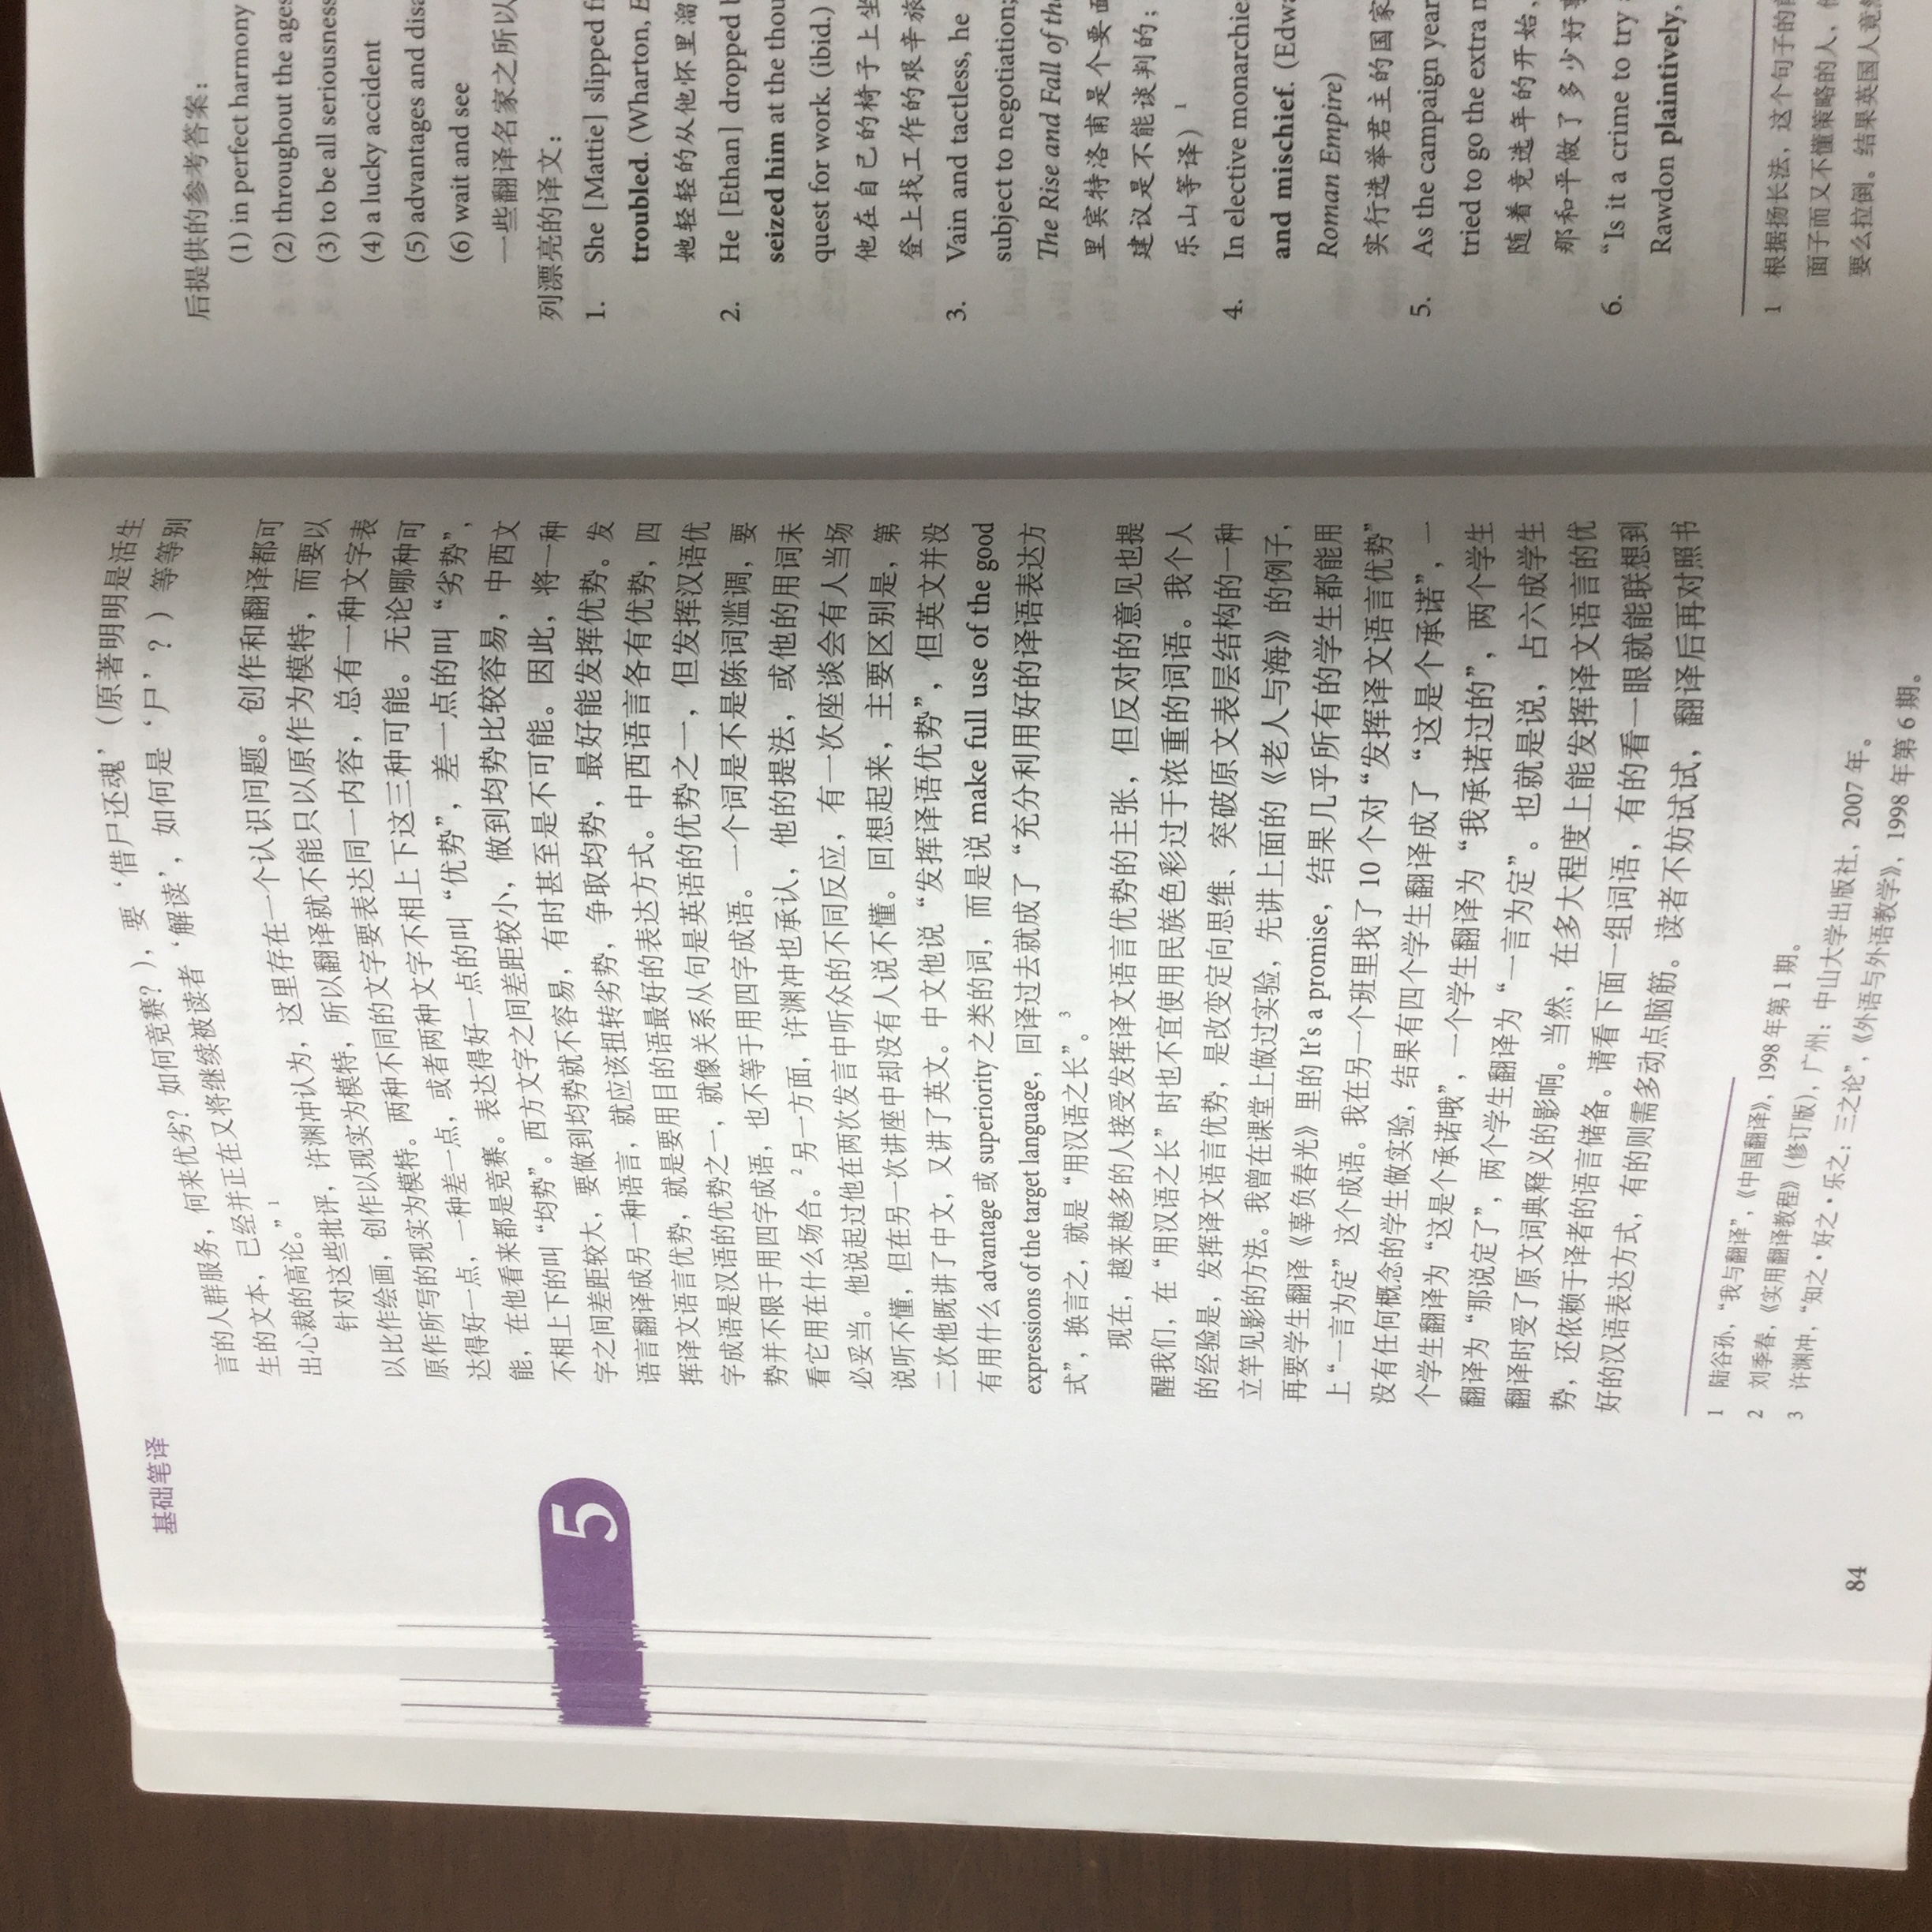 基础笔译
5
言的人群服务，何来优劣？如何竞赛？），要‘借尸还魂’（原著明明是活生
生的文本，已经并正在又将继续被读者‘解读’，如何是‘尸’？）等等别
出心裁的高论。”1
针对这些批评，许渊冲认为，这里存在一个认识问题。创作和翻译都可
以比作绘画，创作以现实为模特，所以翻译就不能只以原作为模特，而要以
原作所写的现实为模特。两种不同的文字要表达同一内容，总有一种文字表
达得好一点，一种差一点，或者两种文字不相上下这三种可能。无论哪种可
能，在他看来都是竞赛。表达得好一点的叫“优势”，差一点的叫“劣势”，
不相上下的叫“均势”。西方文字之间差距较小，做到均势比较容易，中西文
字之间差距较大，要做到均势就不容易，有时甚至是不可能。因此，将一种
语言翻译成另一种语言，就应该扭转劣势，争取均势，最好能发挥优势。发
挥译文语言优势，就是要用目的语最好的表达方式。中西语言各有优势，四
字成语是汉语的优势之一，就像关系从句是英语的优势之一，但发挥汉语优
势并不限于用四字成语，也不等于用四字成语。一个词是不是陈词滥调，要
看它用在什么场合。2 另一方面，许渊冲也承认，他的提法，或他的用词未
必妥当。他说起过他在两次发言中听众的不同反应，有一次座谈会有人当场
说听不懂，但在另一次讲座中却没有人说不懂。回想起来，主要区别是，第
二次他既讲了中文，又讲了英文。中文他说“发挥译语优势”，但英文并没
有用什么 advantage 或 superiority 之类的词，而是说 make full use of the good
expressions of the target language，回译过去就成了“充分利用好的译语表达方
式”，换言之，就是“用汉语之长”。3
现在，越来越多的人接受发挥译文语言优势的主张，但反对的意见也提
醒我们，在“用汉语之长”时也不宜使用民族色彩过于浓重的词语。我个人
的经验是，发挥译文语言优势，是改变定向思维、突破原文表层结构的一种
立竿见影的方法。我曾在课堂上做过实验，先讲上面的《老人与海》的例子，
再要学生翻译《辜负春光》里的 It's a promise，结果几乎所有的学生都能用
上“一言为定”这个成语。我在另一个班里找了 10 个对“发挥译文语言优势”
没有任何概念的学生做实验，结果有四个学生翻译为“我承诺过的”，两个学生
个学生翻译为“这是个承诺哦”，一个学生翻译成了“这是个承诺”，一
翻译为“那说定了”，两个学生翻译为“一言为定”。也就是说，占六成学生
翻译时受了原文词典释义的影响。当然，在多大程度上能发挥译文语言的优
势，还依赖于译者的语言储备。请看下面一组词语，有的看一眼就能联想到
好的汉语表达方式，有的则需多动点脑筋。读者不妨试试，翻译后再对照书
1 陆谷孙，“我与翻译”，《中国翻译》，1998 年第 1 期。
2 刘季春，《实用翻译教程》（修订版），广州：中山大学出版社，2007 年。
3 许渊冲，“知之·好之·乐之：三之论”，《外语与外语教学》，1998 年第 6 期。
84
后提供的参考答案：
(1) in perfect harmony
(2) throughout the ages
(3) to be all seriousness
(4) a lucky accident
(5) advantages and
(6) wait and see
一些翻译名家之所以
列漂亮的译文：
1. She [Mattie] slipped
troubled. (Wharton,
她轻轻的从他怀里溜
2. He [Ethan] dropped
seized him at the
quest for work. (ibid.)
他在自己的椅子上坐
登上找工作的艰辛旅
3. Vain and tactless, he
subject to negotiation;
The Rise and Fall of
里宾特洛甫是个要面
建议是不能谈判的；
乐山等译）1
4. In elective
and mischief.
Roman Empire)
实行选举君主的国家
5. As the campaign year
tried to go the extra
随着竞选年的开始，
那和平做了多少好
6. “Is it a crime to try
Rawdon plaintively,
1 根据扬长法，这个句子的
面子而又不懂策略的人，
要么拉倒。结果英国人竟